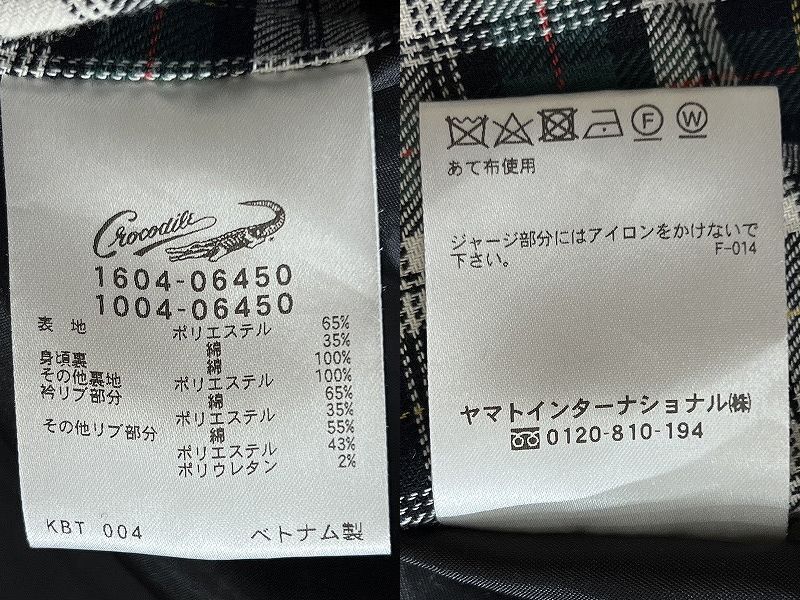 Crocodile
1604-06450
1004-06450
表 地 ポリエステル 65%
綿 35%
身頃裏 綿 100%
その他裏地 ポリエステル 100%
衿リブ部分 綿 65%
ポリエステル 35%
その他リブ部分 綿 55%
ポリエステル 43%
ポリウレタン 2%
KBT 004 ベトナム製
F W
あて布使用
ジャージ部分にはアイロンをかけないで
下さい。 F-014
ヤマトインターナショナル㈱
0120-810-194